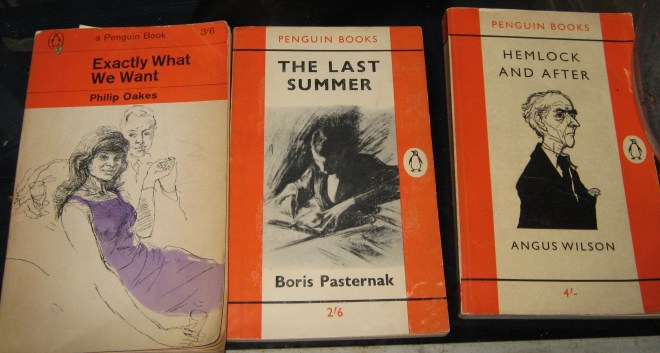 a Penguin Book 3/6
Exactly What
We Want
Philip Oakes
PENGUIN BOOKS
THE LAST
SUMMER
Boris Pasternak
2/6
PENGUIN BOOKS
HEMLOCK
AND AFTER
ANGUS WILSON
4/-